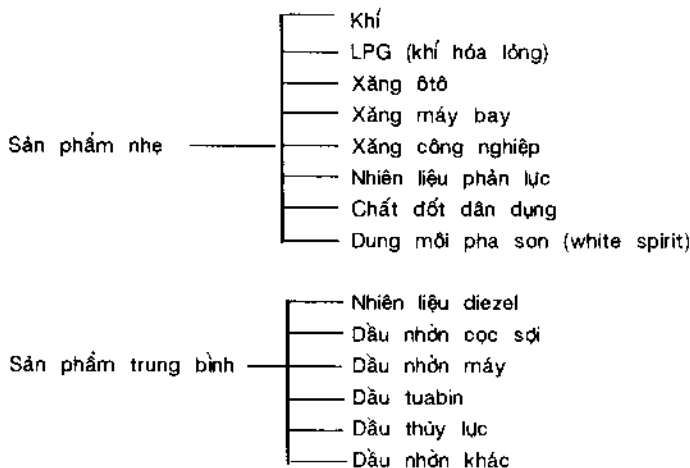 Khí
LPG (khí hóa lỏng)
Xăng ôtô
Xăng máy bay
Sản phẩm nhẹ
Xăng công nghiệp
Nhiên liệu phản lực
Chất đốt dân dụng
Dung môi pha sơn (white spirit)
Nhiên liệu diezel
Dầu nhờn cọc sợi
Sản phẩm trung bình
Dầu nhờn máy
Dầu tuabin
Dầu thủy lực
Dầu nhờn khác